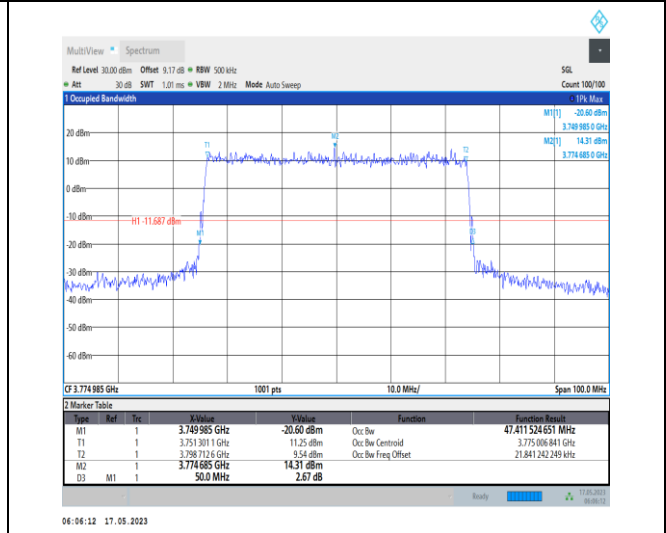 MultiView Spectrum
Ref Level 30.00 dBm Offset 9.17 dB RBW 500 kHz SGL
Att 30 dB SWT 1.01 ms VBW 2 MHz Mode Auto Sweep Count 100/100
1 Occupied Bandwidth 1Pk Max
M1[1] -20.60 dBm
3.749 985 0 GHz
M2[1] 14.31 dBm
3.774 685 0 GHz
20 dBm
M2
T1
T2
10 dBm
0 dBm
-10 dBm
H1 -11.687 dBm
M1
D3
-20 dBm
-30 dBm
-40 dBm
-50 dBm
-60 dBm
CF 3.774 985 GHz 1001 pts 10.0 MHz/ Span 100.0 MHz
2 Marker Table
Type Ref Trc X-Value Y-Value Function Function Result
M1 1 3.749985 GHz -20.60 dBm Occ Bw 47.411 524 651 MHz
T1 1 3.751 301 1 GHz 11.25 dBm Occ Bw Centroid 3.775 006 841 GHz
T2 1 3.798 712 6 GHz 9.54 dBm Occ Bw Freq Offset 21.841 242 249 kHz
M2 1 3.774685 GHz 14.31 dBm
D3 M1 1 50.0 MHz 2.67 dB
Ready 17.05.2023
06:06:12
06:06:12 17.05.2023